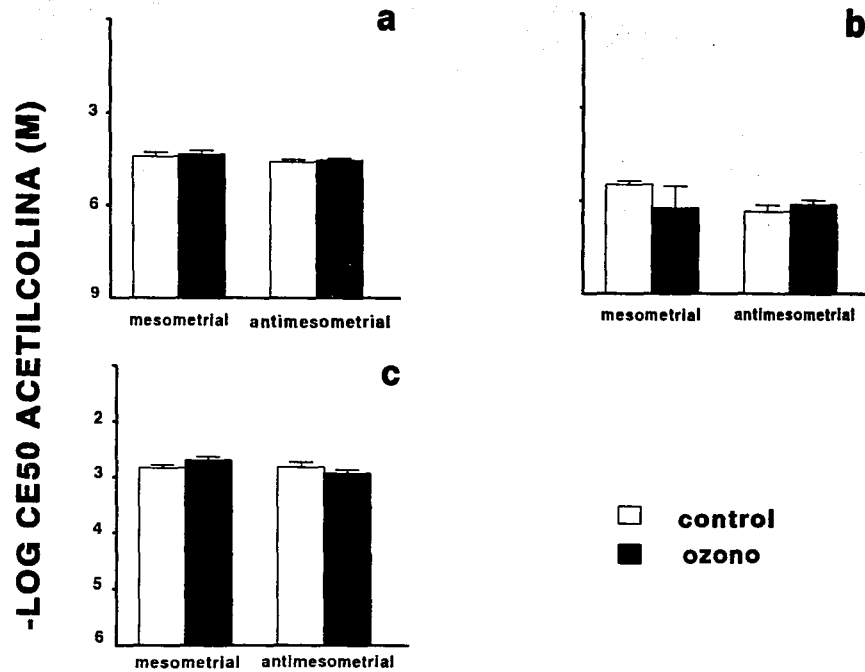 -LOG CE50 ACETILCOLINA (M)
a
3
6
9
mesometrial antimesometrial
b
mesometrial antimesometrial
c
2
3
4
5
6
mesometrial antimesometrial
control
ozono